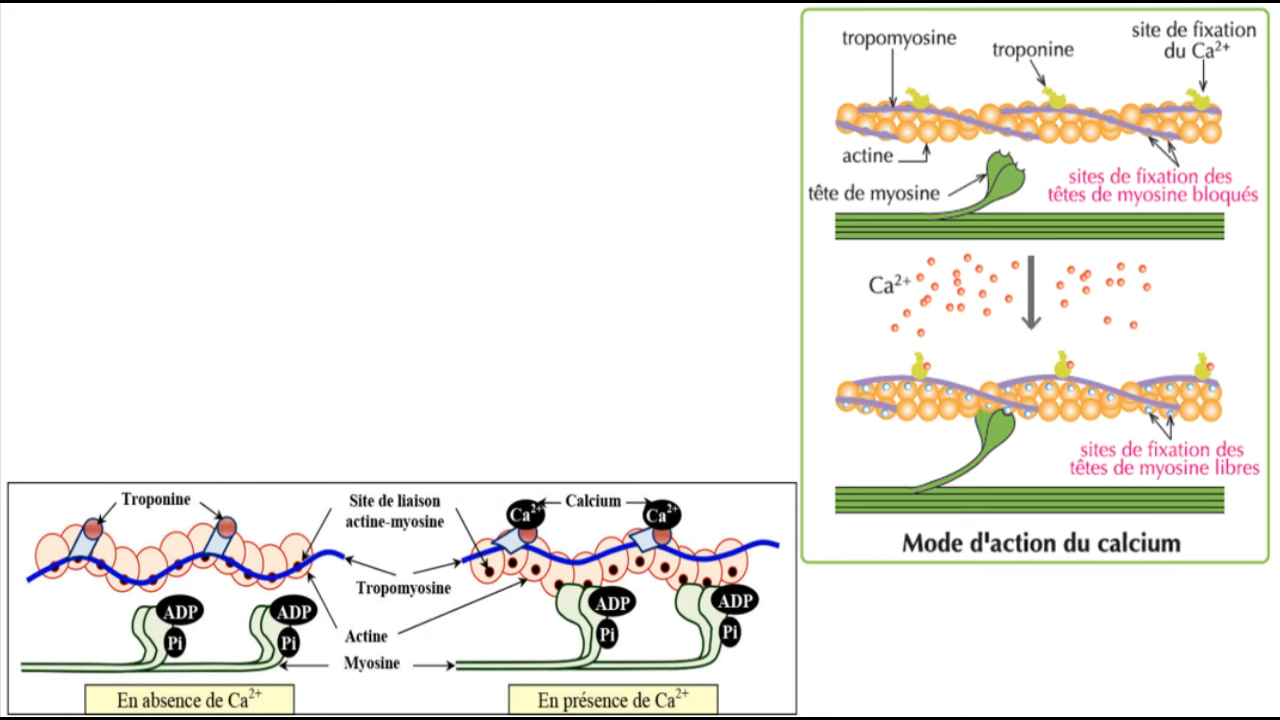 tropomyosine
troponine
site de fixation
du Ca²⁺
actine
tête de myosine
sites de fixation des
têtes de myosine bloqués
Ca²⁺
sites de fixation des
têtes de myosine libres
Mode d'action du calcium
Troponine
Site de liaison
actine-myosine
Calcium
Ca²⁺
Ca²⁺
Tropomyosine
ADP
Pi
ADP
Pi
ADP
Pi
ADP
Pi
Actine
Myosine
En absence de Ca²⁺
En présence de Ca²⁺